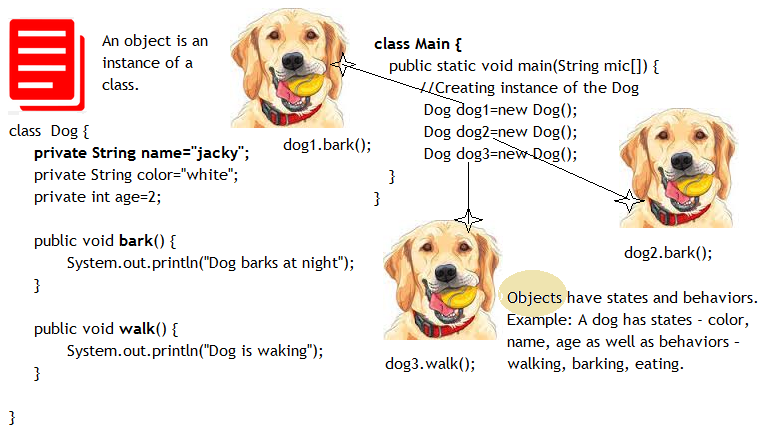 An object is an
instance of a
class.
class Dog {
private String name="jacky";
private String color="white";
private int age=2;
public void bark() {
System.out.println("Dog barks at night");
}
public void walk() {
System.out.println("Dog is waking");
}
}
dog1.bark();
class Main {
public static void main(String mic[]) {
//Creating instance of the Dog
Dog dog1=new Dog();
Dog dog2=new Dog();
Dog dog3=new Dog();
}
}
dog2.bark();
dog3.walk();
Objects have states and behaviors.
Example: A dog has states - color,
name, age as well as behaviors –
walking, barking, eating.